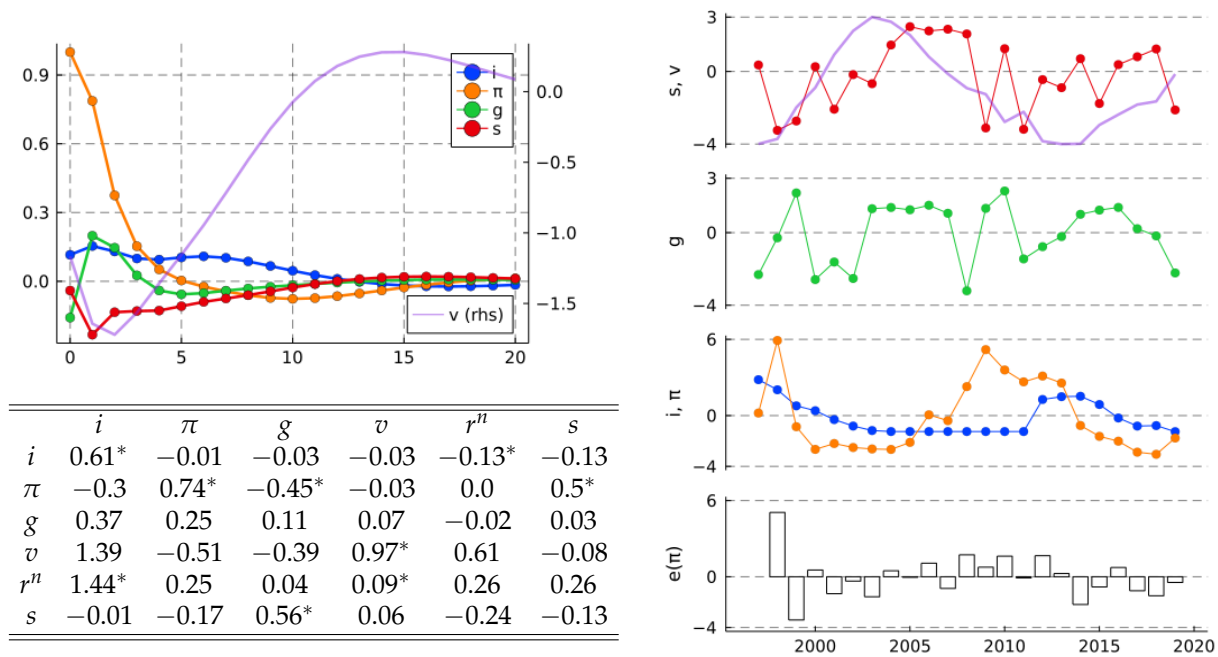 0.9
0.6
0.3
0.0
0.0
−0.5
−1.0
−1.5
0 5 10 15 20
i
π
g
s
v (rhs)
i π g v rⁿ s
i 0.61* −0.01 −0.03 −0.03 −0.13* −0.13
π −0.3 0.74* −0.45* −0.03 0.0 0.5*
g 0.37 0.25 0.11 0.07 −0.02 0.03
v 1.39 −0.51 −0.39 0.97* 0.61 −0.08
rⁿ 1.44* 0.25 0.04 0.09* 0.26 0.26
s −0.01 −0.17 0.56* 0.06 −0.24 −0.13
s, v
3
0
−4
g
3
0
−4
i, π
6
0
−4
e(π)
6
0
−4
2000 2005 2010 2015 2020